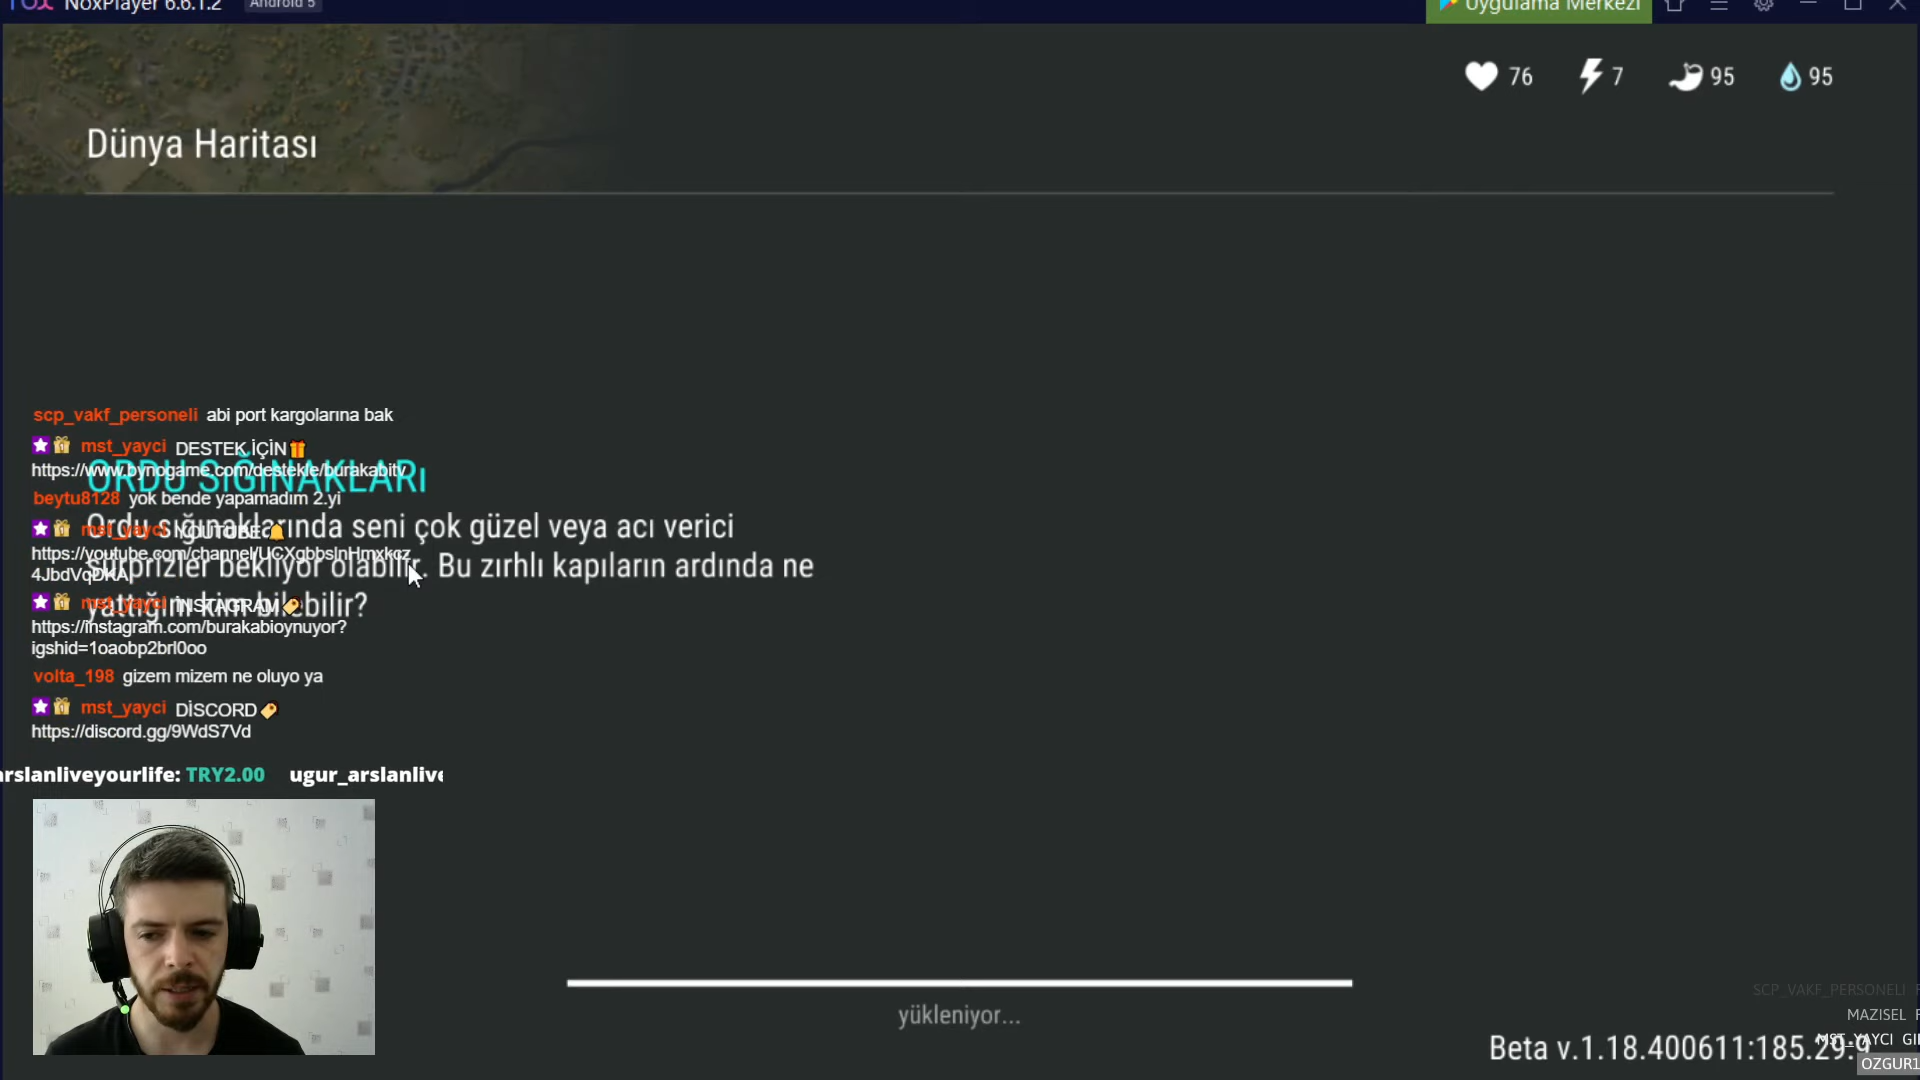 NoxPlayer 6.6.1.2 Android 5
Uygulama Merkezi
76 7 95 95
Dünya Haritası
scp_vakf_personeli abi port kargolarına bak
mst_yayci DESTEK İÇİN
https://www.bynogame.com/destekle/burakabitv
ORDU SIĞINAKLARı
beytu8128 yok bende yapamadım 2.yi
Ordu sığınaklarında seni çok güzel veya acı verici
mst_yayci YOUTUBE
https://youtube.com/channel/UCXgbbsInHmxkcz
4JbdVqDKA
sürprizler bekliyor olabilir. Bu zırhlı kapıların ardında ne
yattığını kim bilebilir?
mst_yayci İNSTAGRAM
https://instagram.com/burakabioynuyor?
igshid=1oaobp2brl0oo
volta_198 gizem mizem ne oluyo ya
mst_yayci DİSCORD
https://discord.gg/9WdS7Vd
arslanliveyourlife: TRY2.00 ugur_arslanlive
yükleniyor...
SCP_VAKF_PERSONELI
MAZISEL
MST_YAYCI GI
Beta v.1.18.400611:185.29:9
OZGUR1